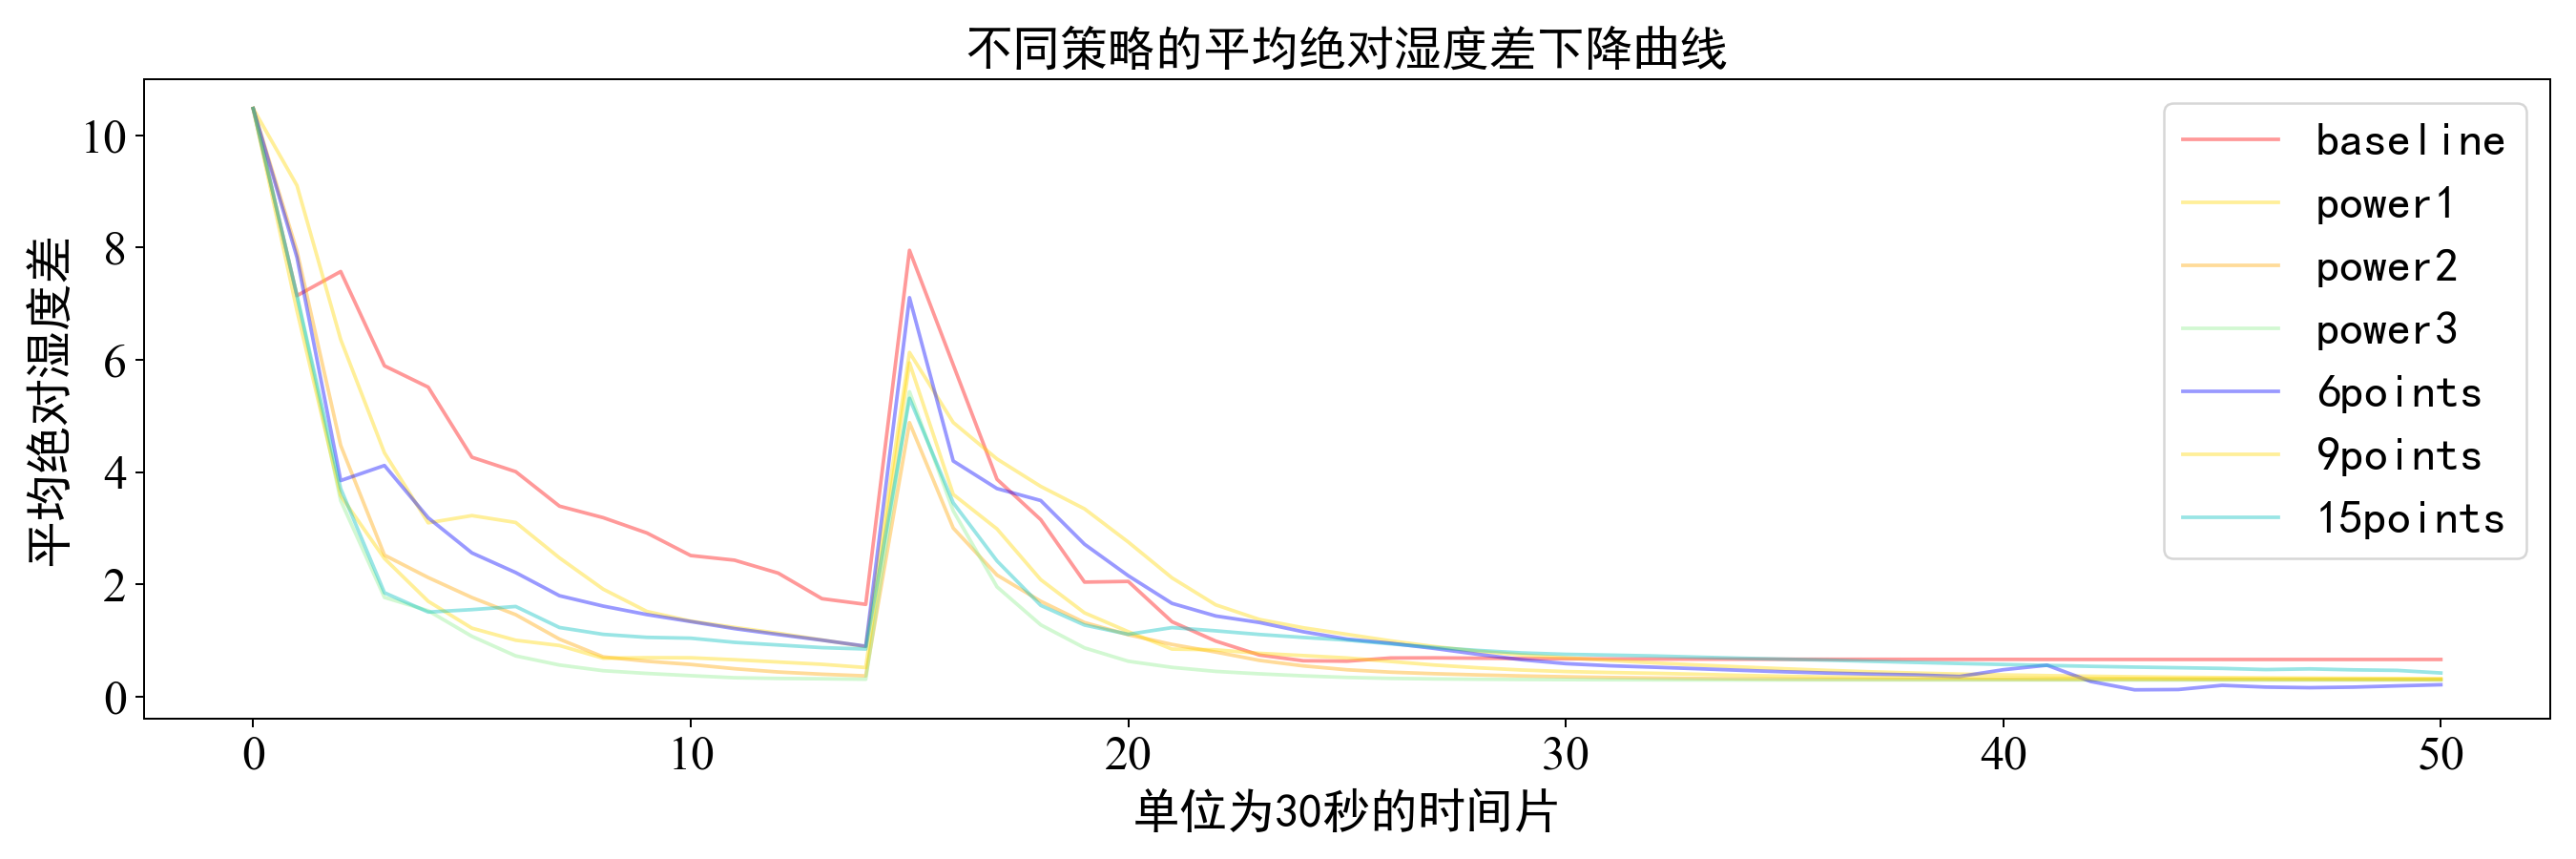 不同策略的平均绝对湿度差下降曲线
平均绝对湿度差
10
8
6
4
2
0
baseline
power1
power2
power3
6points
9points
15points
0 10 20 30 40 50
单位为30秒的时间片